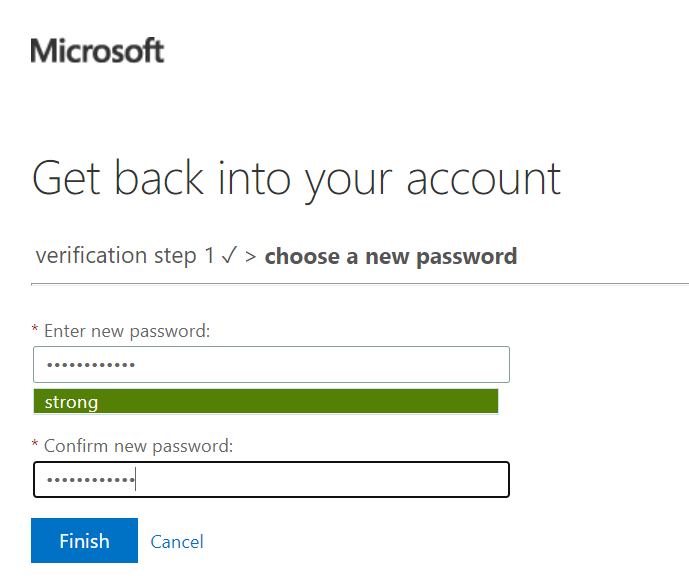 Microsoft
Get back into your account
verification step 1 ✓ > choose a new password
* Enter new password:
••••••••••••
strong
* Confirm new password:
••••••••••••
Finish Cancel